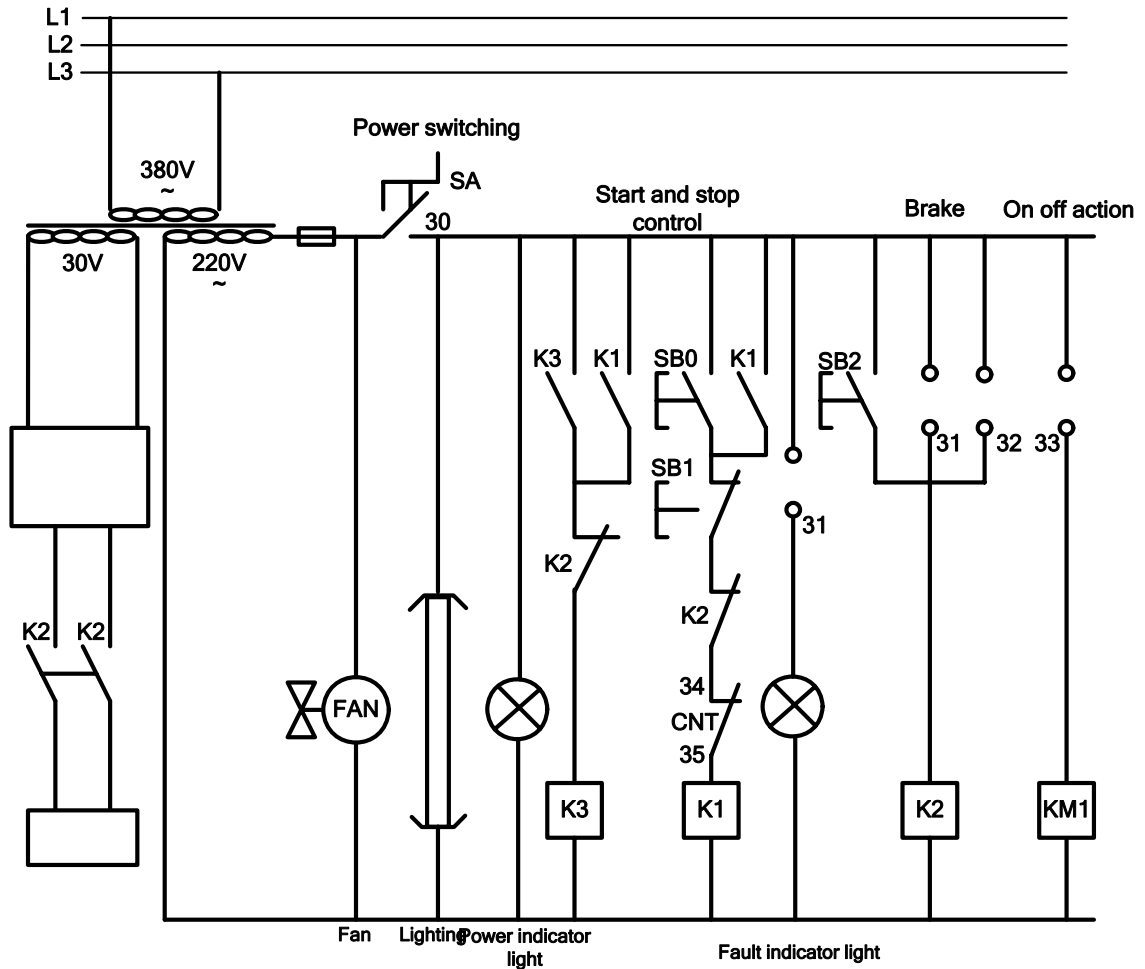 L1
L2
L3
Power switching
380V
~
SA
30
Start and stop
control
Brake
On off action
30V
220V
~
K3
K1
SB0
K1
SB2
31
32
33
SB1
31
K2
K2
K2
K2
34
CNT
35
FAN
K3
K1
K2
KM1
Fan
Lighting
Power indicator
light
Fault indicator light